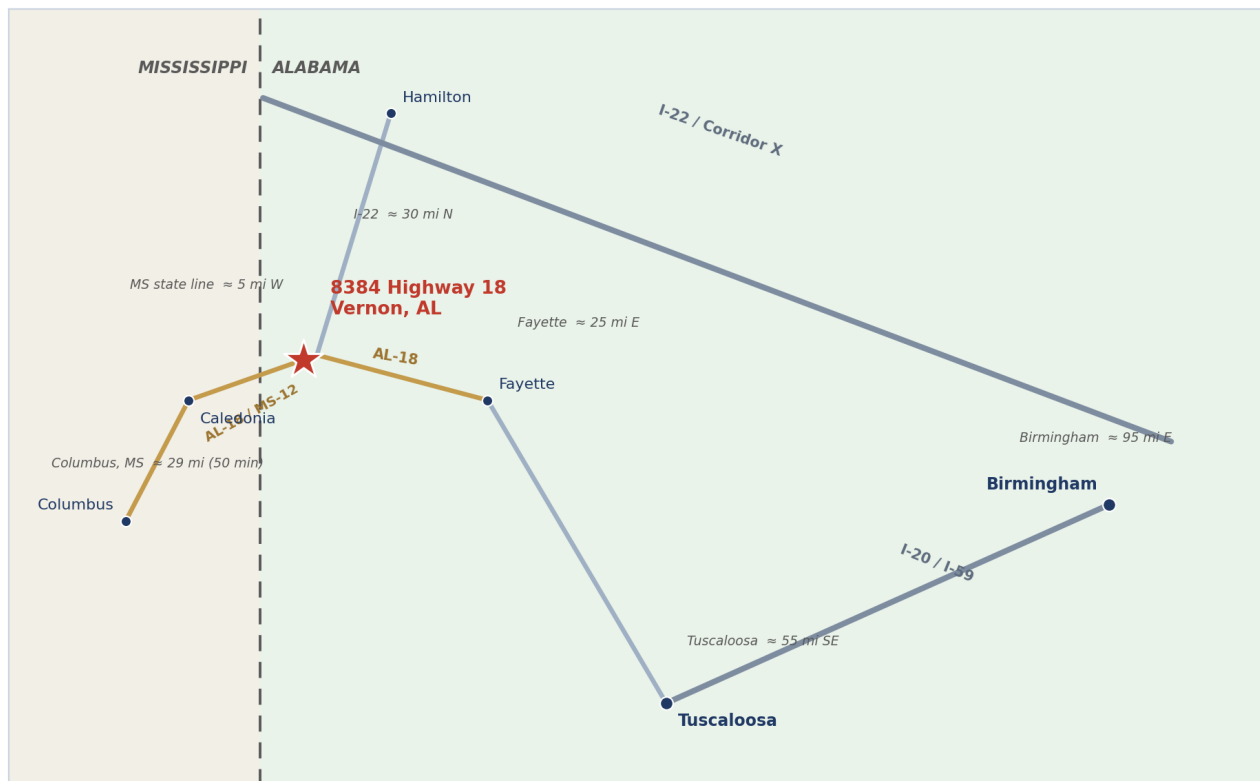 MISSISSIPPI
ALABAMA
Hamilton
I-22 / Corridor X
I-22 ≈ 30 mi N
MS state line ≈ 5 mi W
8384 Highway 18
Vernon, AL
Fayette ≈ 25 mi E
AL-18
Fayette
Caledonia
AL-18 / MS-12
Birmingham ≈ 95 mi E
Columbus, MS ≈ 29 mi (50 min)
Birmingham
Columbus
I-20 / I-59
Tuscaloosa ≈ 55 mi SE
Tuscaloosa